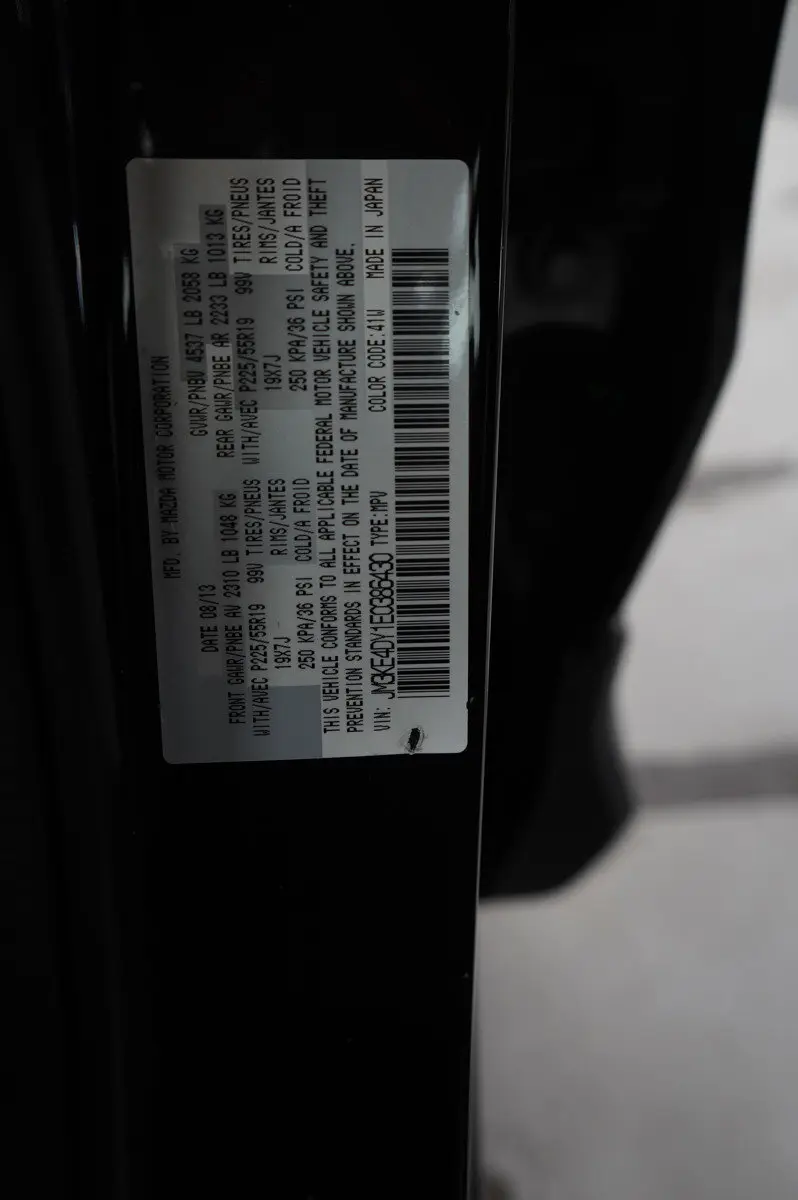 MFD. BY MAZDA MOTOR CORPORATION
DATE 08/13 GVWR/PNBV 4537 LB 2058 KG
FRONT GAWR/PNBE AV 2310 LB 1048 KG REAR GAWR/PNBE AR 2233 LB 1013 KG
WITH/AVEC P225/55R19 99V TIRES/PNEUS WITH/AVEC P225/55R19 99V TIRES/PNEUS
19X7J RIMS/JANTES 19X7J RIMS/JANTES
250 KPA/36 PSI COLD/A FROID 250 KPA/36 PSI COLD/A FROID
THIS VEHICLE CONFORMS TO ALL APPLICABLE FEDERAL MOTOR VEHICLE SAFETY AND THEFT
PREVENTION STANDARDS IN EFFECT ON THE DATE OF MANUFACTURE SHOWN ABOVE.
VIN: JM3KE4DY1E0386430 TYPE:MPV COLOR CODE:41W MADE IN JAPAN